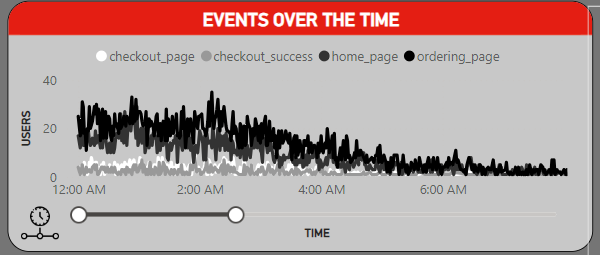 EVENTS OVER THE TIME
checkout_page checkout_success home_page ordering_page
40
20
0
USERS
12:00 AM 2:00 AM 4:00 AM 6:00 AM
TIME